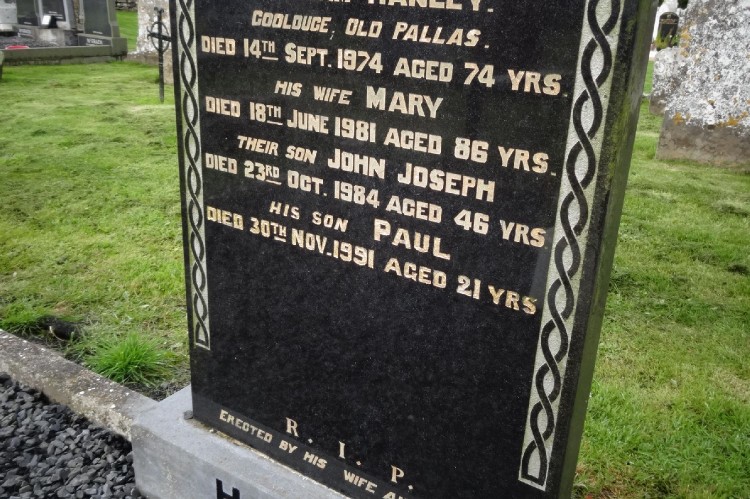 HANLEY.
COOLOUGE, OLD PALLAS.
DIED 14TH SEPT. 1974 AGED 74 YRS.
HIS WIFE MARY
DIED 18TH JUNE 1981 AGED 86 YRS.
THEIR SON JOHN JOSEPH
DIED 23RD OCT. 1984 AGED 46 YRS
HIS SON PAUL
DIED 30TH NOV. 1991 AGED 21 YRS
R. I. P.
ERECTED BY HIS WIFE
H